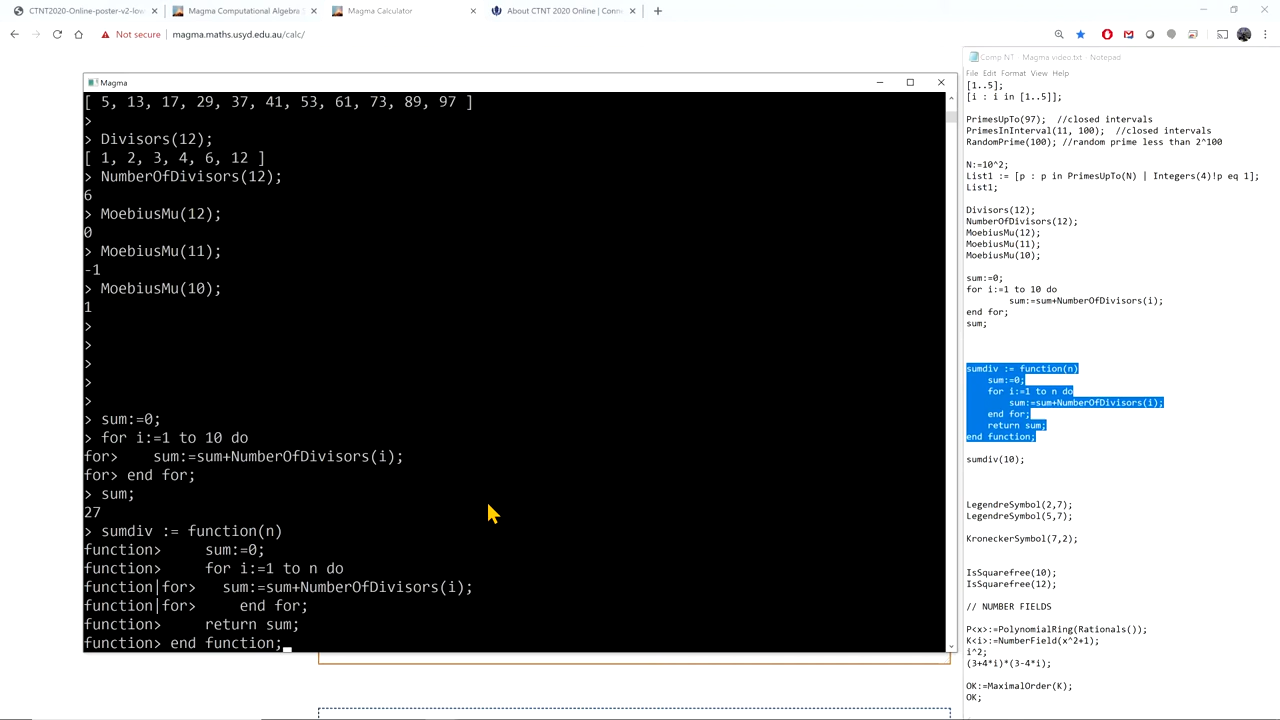 CTNT2020-Online-poster-v2-low
Magma Computational Algebra
Magma Calculator
About CTNT 2020 Online | Conn
Not secure | magma.maths.usyd.edu.au/calc/
Magma
[ 5, 13, 17, 29, 37, 41, 53, 61, 73, 89, 97 ]
>
> Divisors(12);
[ 1, 2, 3, 4, 6, 12 ]
> NumberOfDivisors(12);
6
> MoebiusMu(12);
0
> MoebiusMu(11);
-1
> MoebiusMu(10);
1
>
>
>
>
>
> sum:=0;
> for i:=1 to 10 do
for>    sum:=sum+NumberOfDivisors(i);
for> end for;
> sum;
27
> sumdiv := function(n)
function>     sum:=0;
function>     for i:=1 to n do
function|for>   sum:=sum+NumberOfDivisors(i);
function|for>     end for;
function>     return sum;
function> end function;
Comp NT - Magma video.txt - Notepad
File Edit Format View Help
[1..5];
[i : i in [1..5]];
PrimesUpTo(97);  //closed intervals
PrimesInInterval(11, 100);  //closed intervals
RandomPrime(100); //random prime less than 2^100
N:=10^2;
List1 := [p : p in PrimesUpTo(N) | Integers(4)!p eq 1];
List1;
Divisors(12);
NumberOfDivisors(12);
MoebiusMu(12);
MoebiusMu(11);
MoebiusMu(10);
sum:=0;
for i:=1 to 10 do
sum:=sum+NumberOfDivisors(i);
end for;
sum;
sumdiv := function(n)
sum:=0;
for i:=1 to n do
sum:=sum+NumberOfDivisors(i);
end for;
return sum;
end function;
sumdiv(10);
LegendreSymbol(2,7);
LegendreSymbol(5,7);
KroneckerSymbol(7,2);
IsSquarefree(10);
IsSquarefree(12);
// NUMBER FIELDS
P<x>:=PolynomialRing(Rationals());
K<i>:=NumberField(x^2+1);
i^2;
(3+4*i)*(3-4*i);
OK:=MaximalOrder(K);
OK;